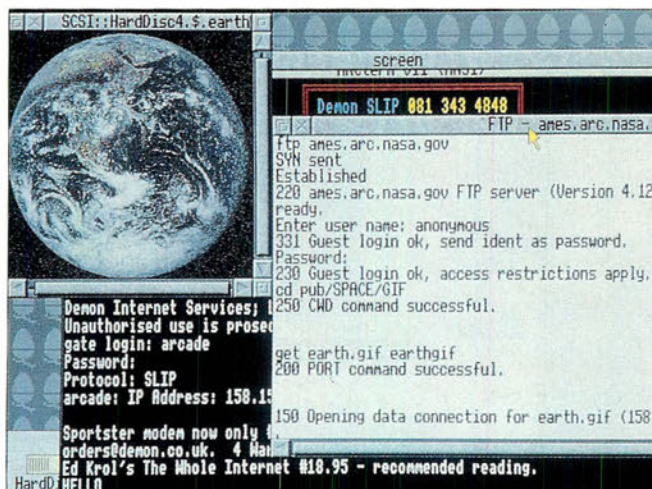 SCSI::HardDisc4.$.earth
screen
Demon SLIP 081 343 4848
FTP - ames.arc.nasa.
ftp ames.arc.nasa.gov
SYN sent
Established
220 ames.arc.nasa.gov FTP server (Version 4.12
ready.
Enter user name: anonymous
331 Guest login ok, send ident as password.
Password:
230 Guest login ok, access restrictions apply.
cd pub/SPACE/GIF
250 CWD command successful.
get earth.gif earthgif
200 PORT command successful.
150 Opening data connection for earth.gif (158
Demon Internet Services;
Unauthorised use is prosec
gate login: arcade
Password:
Protocol: SLIP
arcade: IP Address: 158.15
Sportster modem now only
orders@demon.co.uk. 4 Mar
Ed Krol's The Whole Internet #18.95 - recommended reading.
HELLO
HardDi